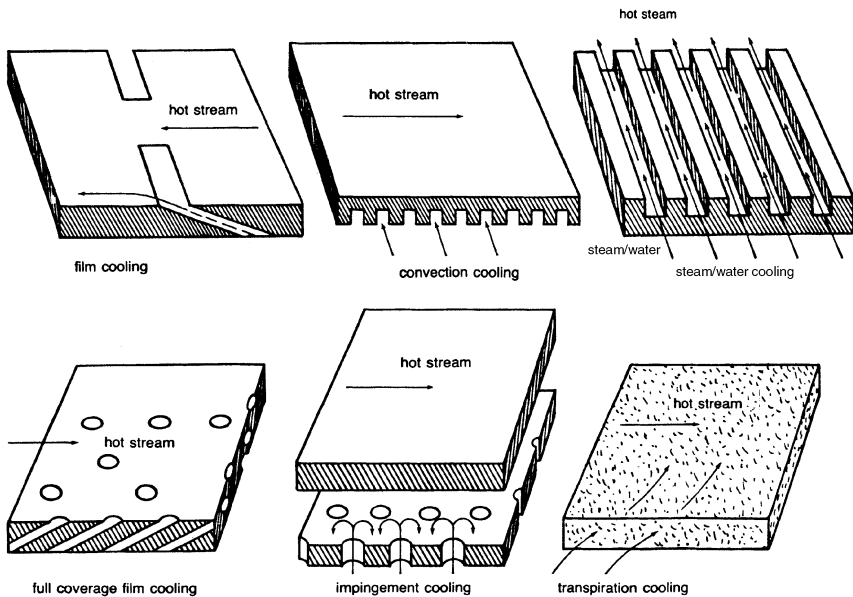 hot stream
film cooling
hot stream
convection cooling
hot steam
steam/water
steam/water cooling
hot stream
full coverage film cooling
hot stream
impingement cooling
hot stream
transpiration cooling